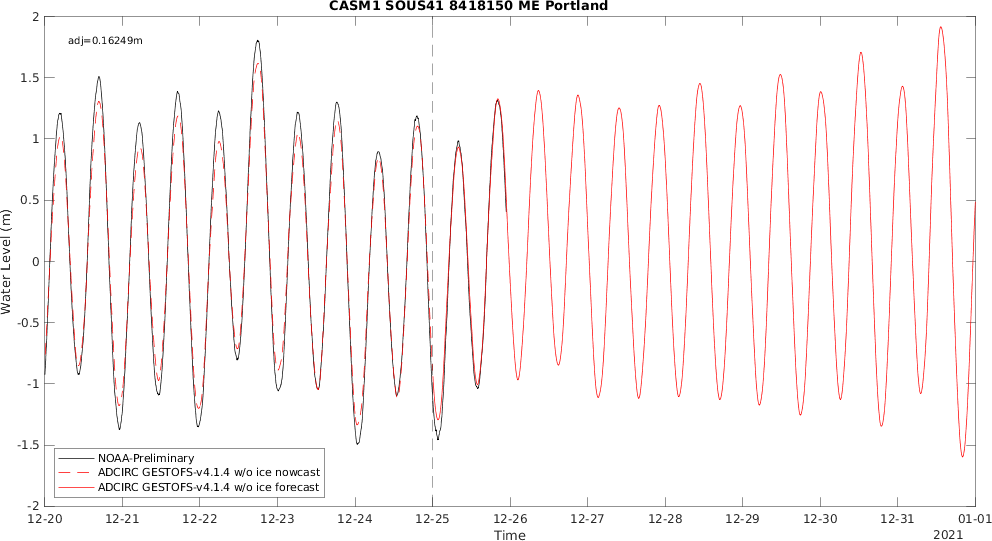 CASM1 SOUS41 8418150 ME Portland
adj=0.16249m
2
1.5
1
0.5
0
-0.5
-1
-1.5
-2
Water Level (m)
NOAA-Preliminary
ADCIRC GESTOFS-v4.1.4 w/o ice nowcast
ADCIRC GESTOFS-v4.1.4 w/o ice forecast
12-20 12-21 12-22 12-23 12-24 12-25 12-26 12-27 12-28 12-29 12-30 12-31 01-01
Time
2021